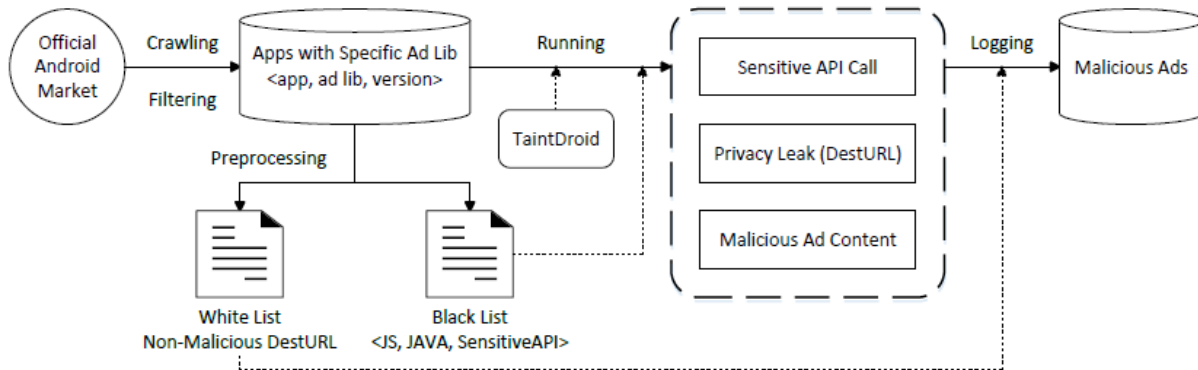 Official
Android
Market
Crawling
Filtering
Apps with Specific Ad Lib
<app, ad lib, version>
Running
TaintDroid
Preprocessing
White List
Non-Malicious DestURL
Black List
<JS, JAVA, SensitiveAPI>
Sensitive API Call
Privacy Leak (DestURL)
Malicious Ad Content
Logging
Malicious Ads